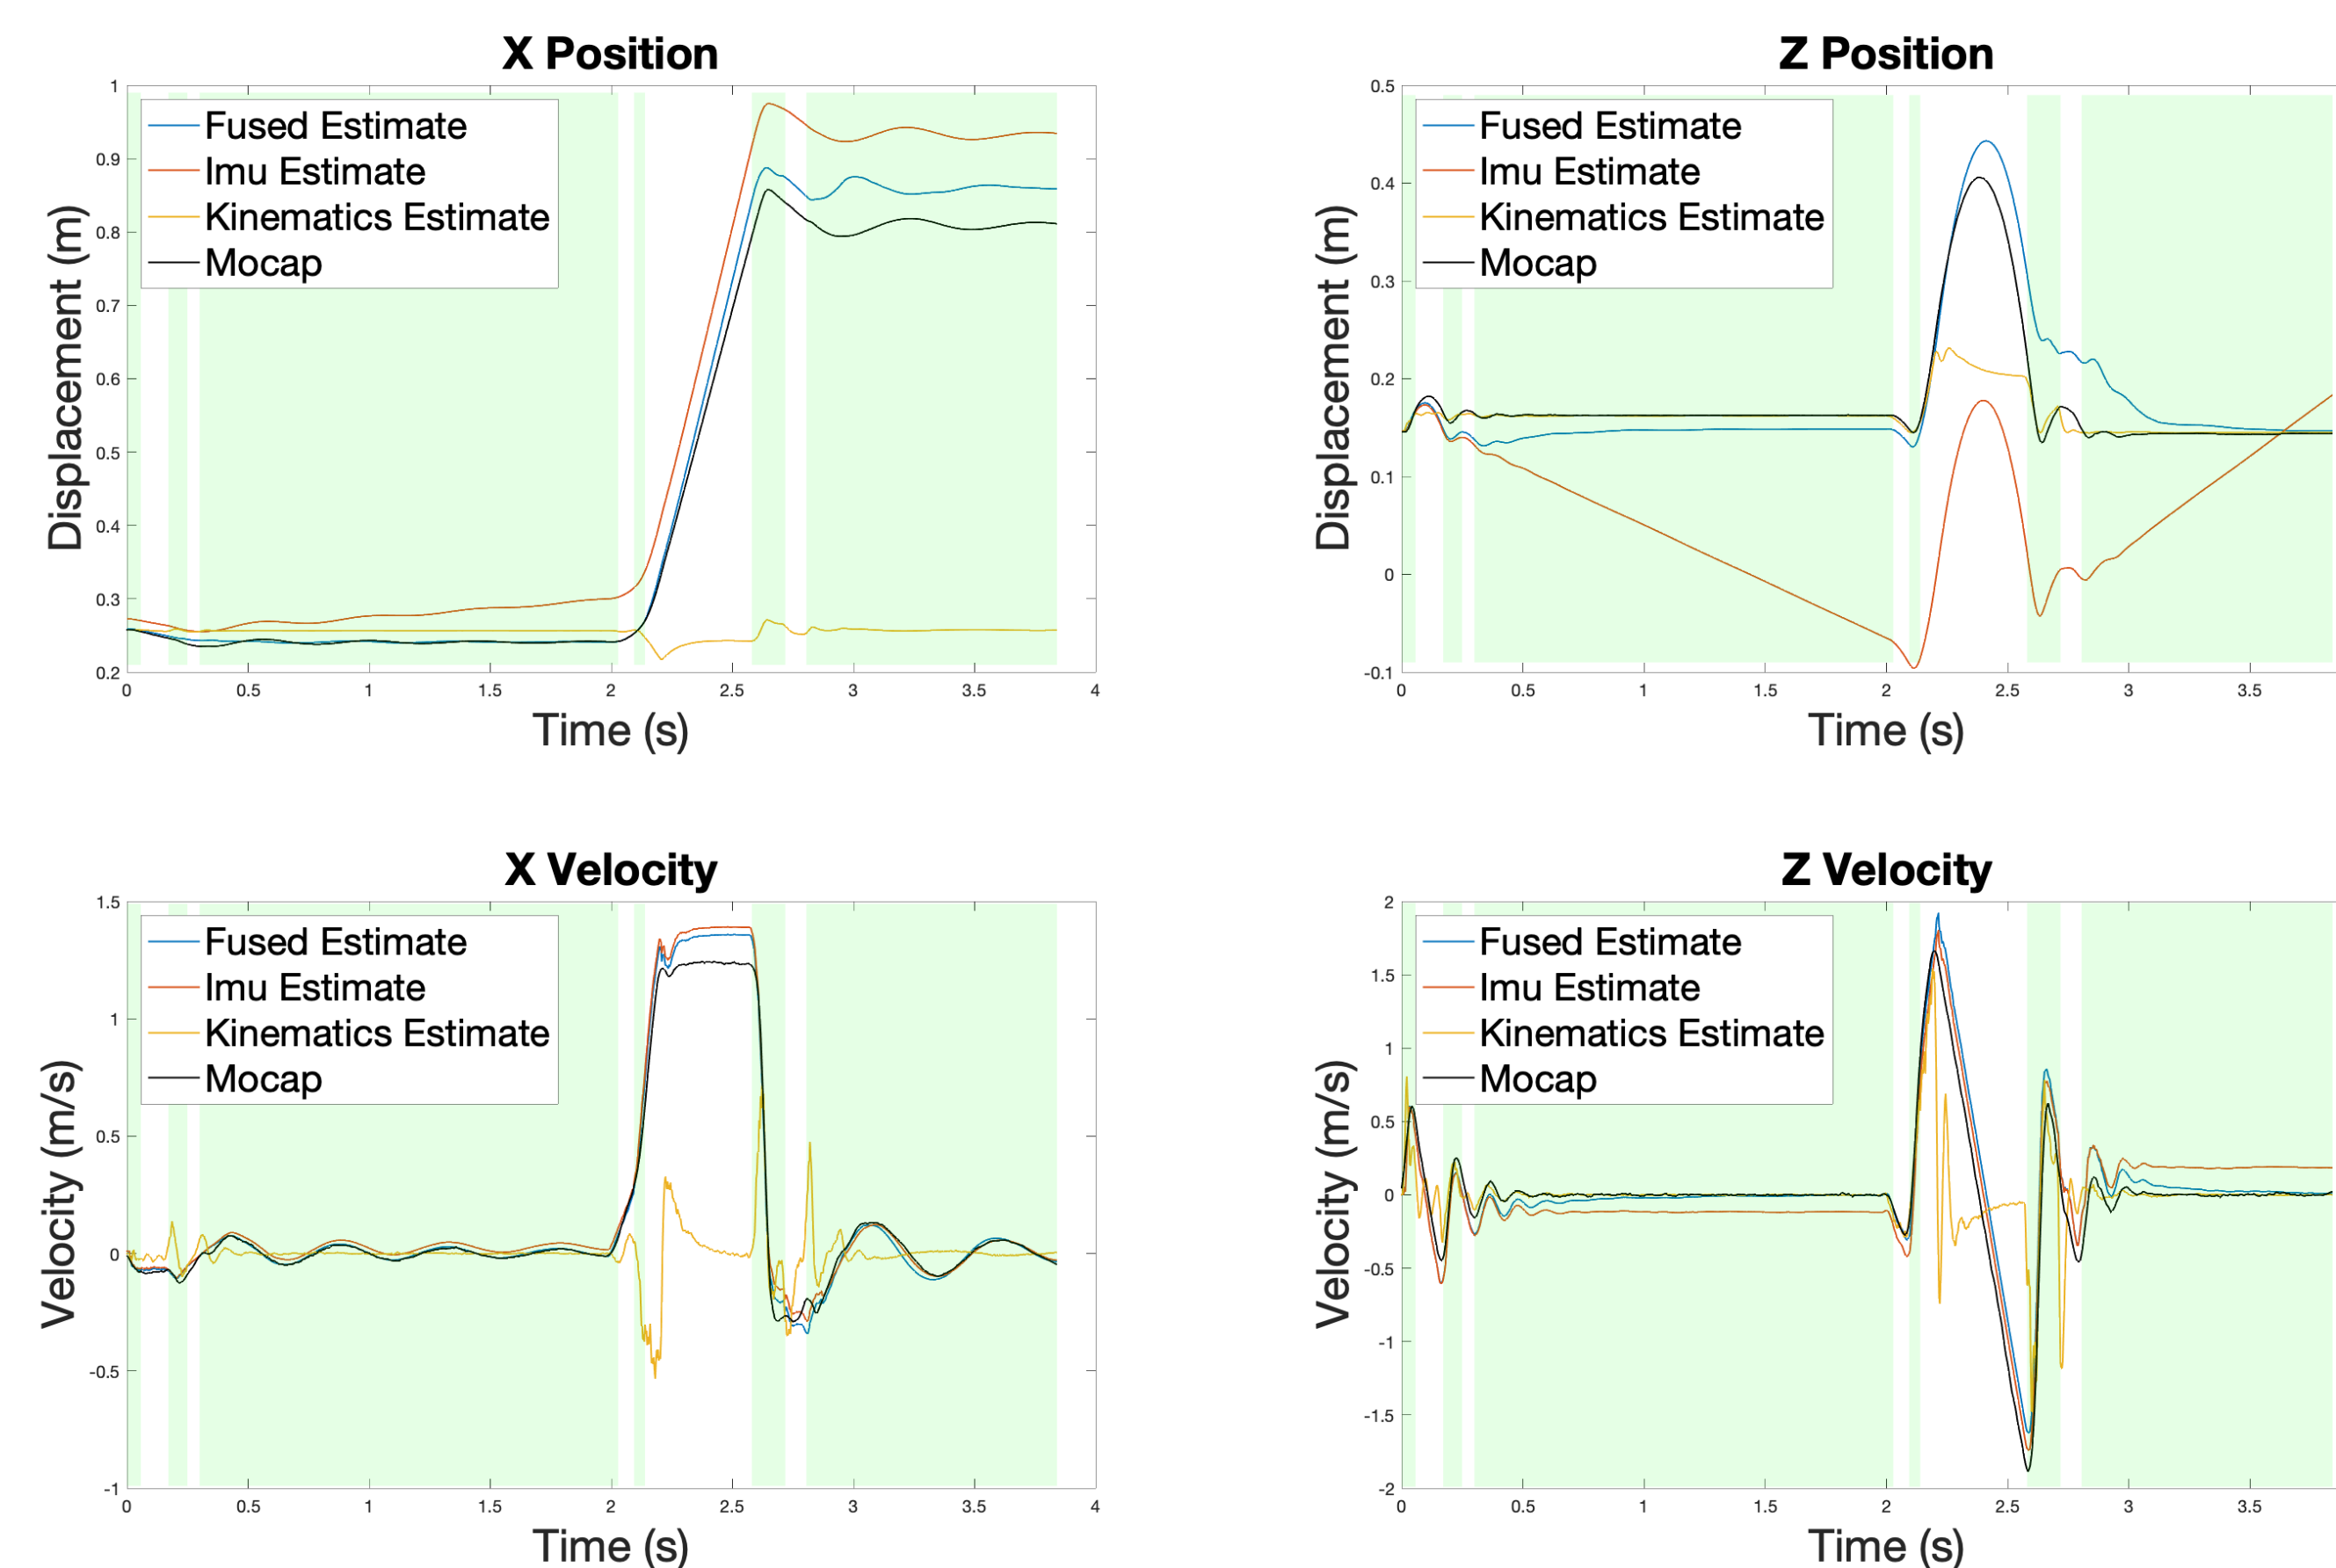 X Position
Displacement (m)
1
0.9
0.8
0.7
0.6
0.5
0.4
0.3
0.2
Fused Estimate
Imu Estimate
Kinematics Estimate
Mocap
0 0.5 1 1.5 2 2.5 3 3.5 4
Time (s)
Z Position
Displacement (m)
0.5
0.4
0.3
0.2
0.1
0
-0.1
Fused Estimate
Imu Estimate
Kinematics Estimate
Mocap
0 0.5 1 1.5 2 2.5 3 3.5
Time (s)
X Velocity
Velocity (m/s)
1.5
1
0.5
0
-0.5
-1
Fused Estimate
Imu Estimate
Kinematics Estimate
Mocap
0 0.5 1 1.5 2 2.5 3 3.5 4
Time (s)
Z Velocity
Velocity (m/s)
2
1.5
1
0.5
0
-0.5
-1
-1.5
-2
Fused Estimate
Imu Estimate
Kinematics Estimate
Mocap
0 0.5 1 1.5 2 2.5 3 3.5
Time (s)